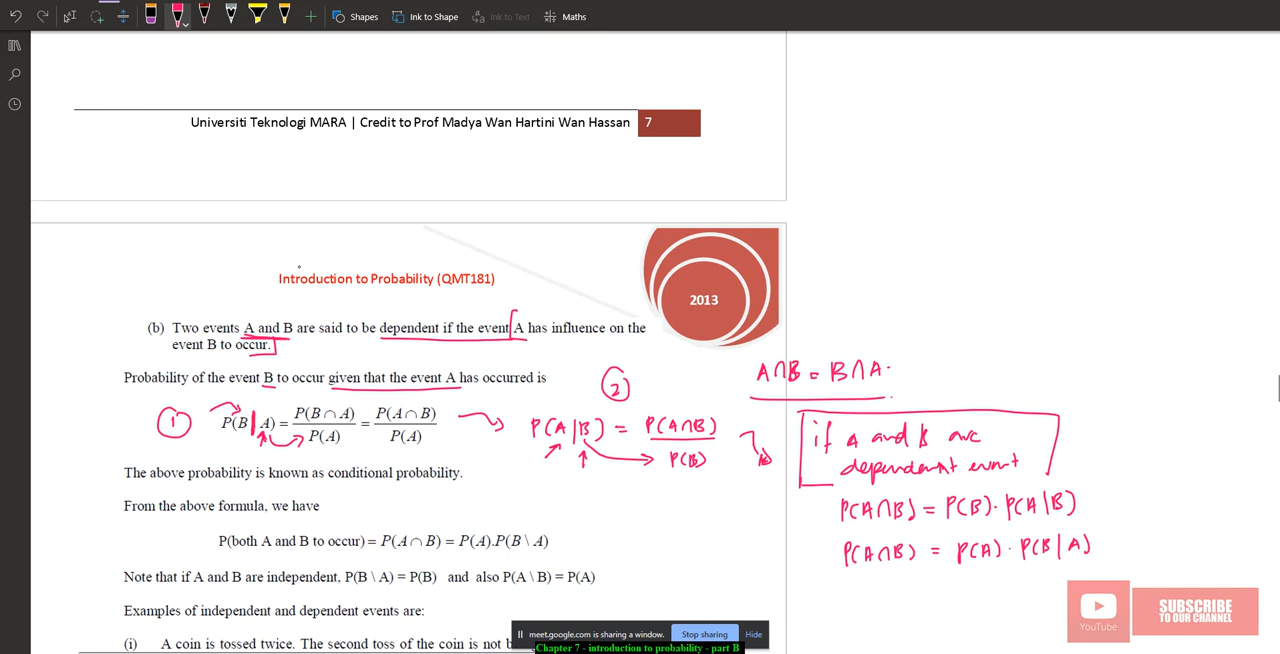 Shapes Ink to Shape Ink to Text Maths
Universiti Teknologi MARA | Credit to Prof Madya Wan Hartini Wan Hassan 7
Introduction to Probability (QMT181)
2013
(b) Two events A and B are said to be dependent if the event A has influence on the
event B to occur.
Probability of the event B to occur given that the event A has occurred is
① P(B|A) = P(B ∩ A) / P(A) = P(A ∩ B) / P(A)
②
P(A|B) = P(A∩B) / P(B)
A∩B = B∩A.
if A and B are
dependent event
P(A∩B) = P(B) · P(A|B)
P(A∩B) = P(A) · P(B|A)
The above probability is known as conditional probability.
From the above formula, we have
P(both A and B to occur) = P(A ∩ B) = P(A).P(B \ A)
Note that if A and B are independent, P(B \ A) = P(B) and also P(A \ B) = P(A)
Examples of independent and dependent events are:
(i) A coin is tossed twice. The second toss of the coin is not
meet.google.com is sharing a window. Stop sharing Hide
Chapter 7 - introduction to probability - part B
YouTube
SUBSCRIBE
TO OUR CHANNEL